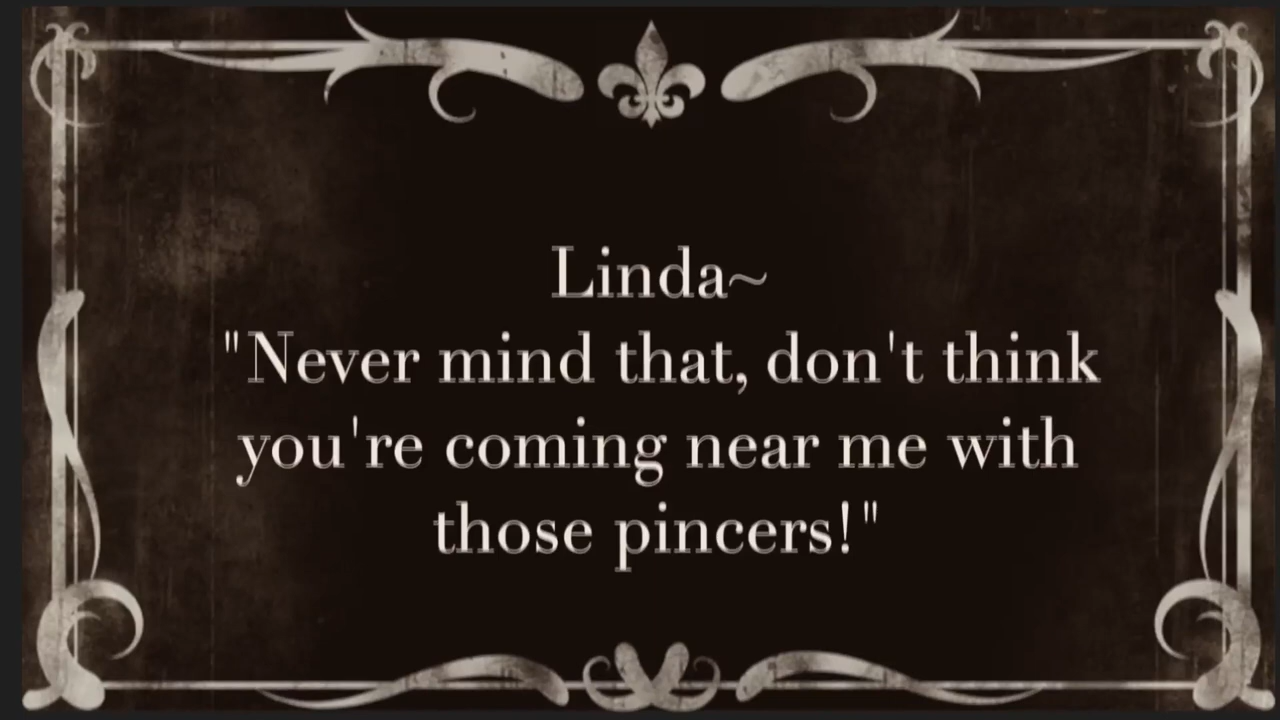 Linda~
"Never mind that, don't think
you're coming near me with
those pincers!"